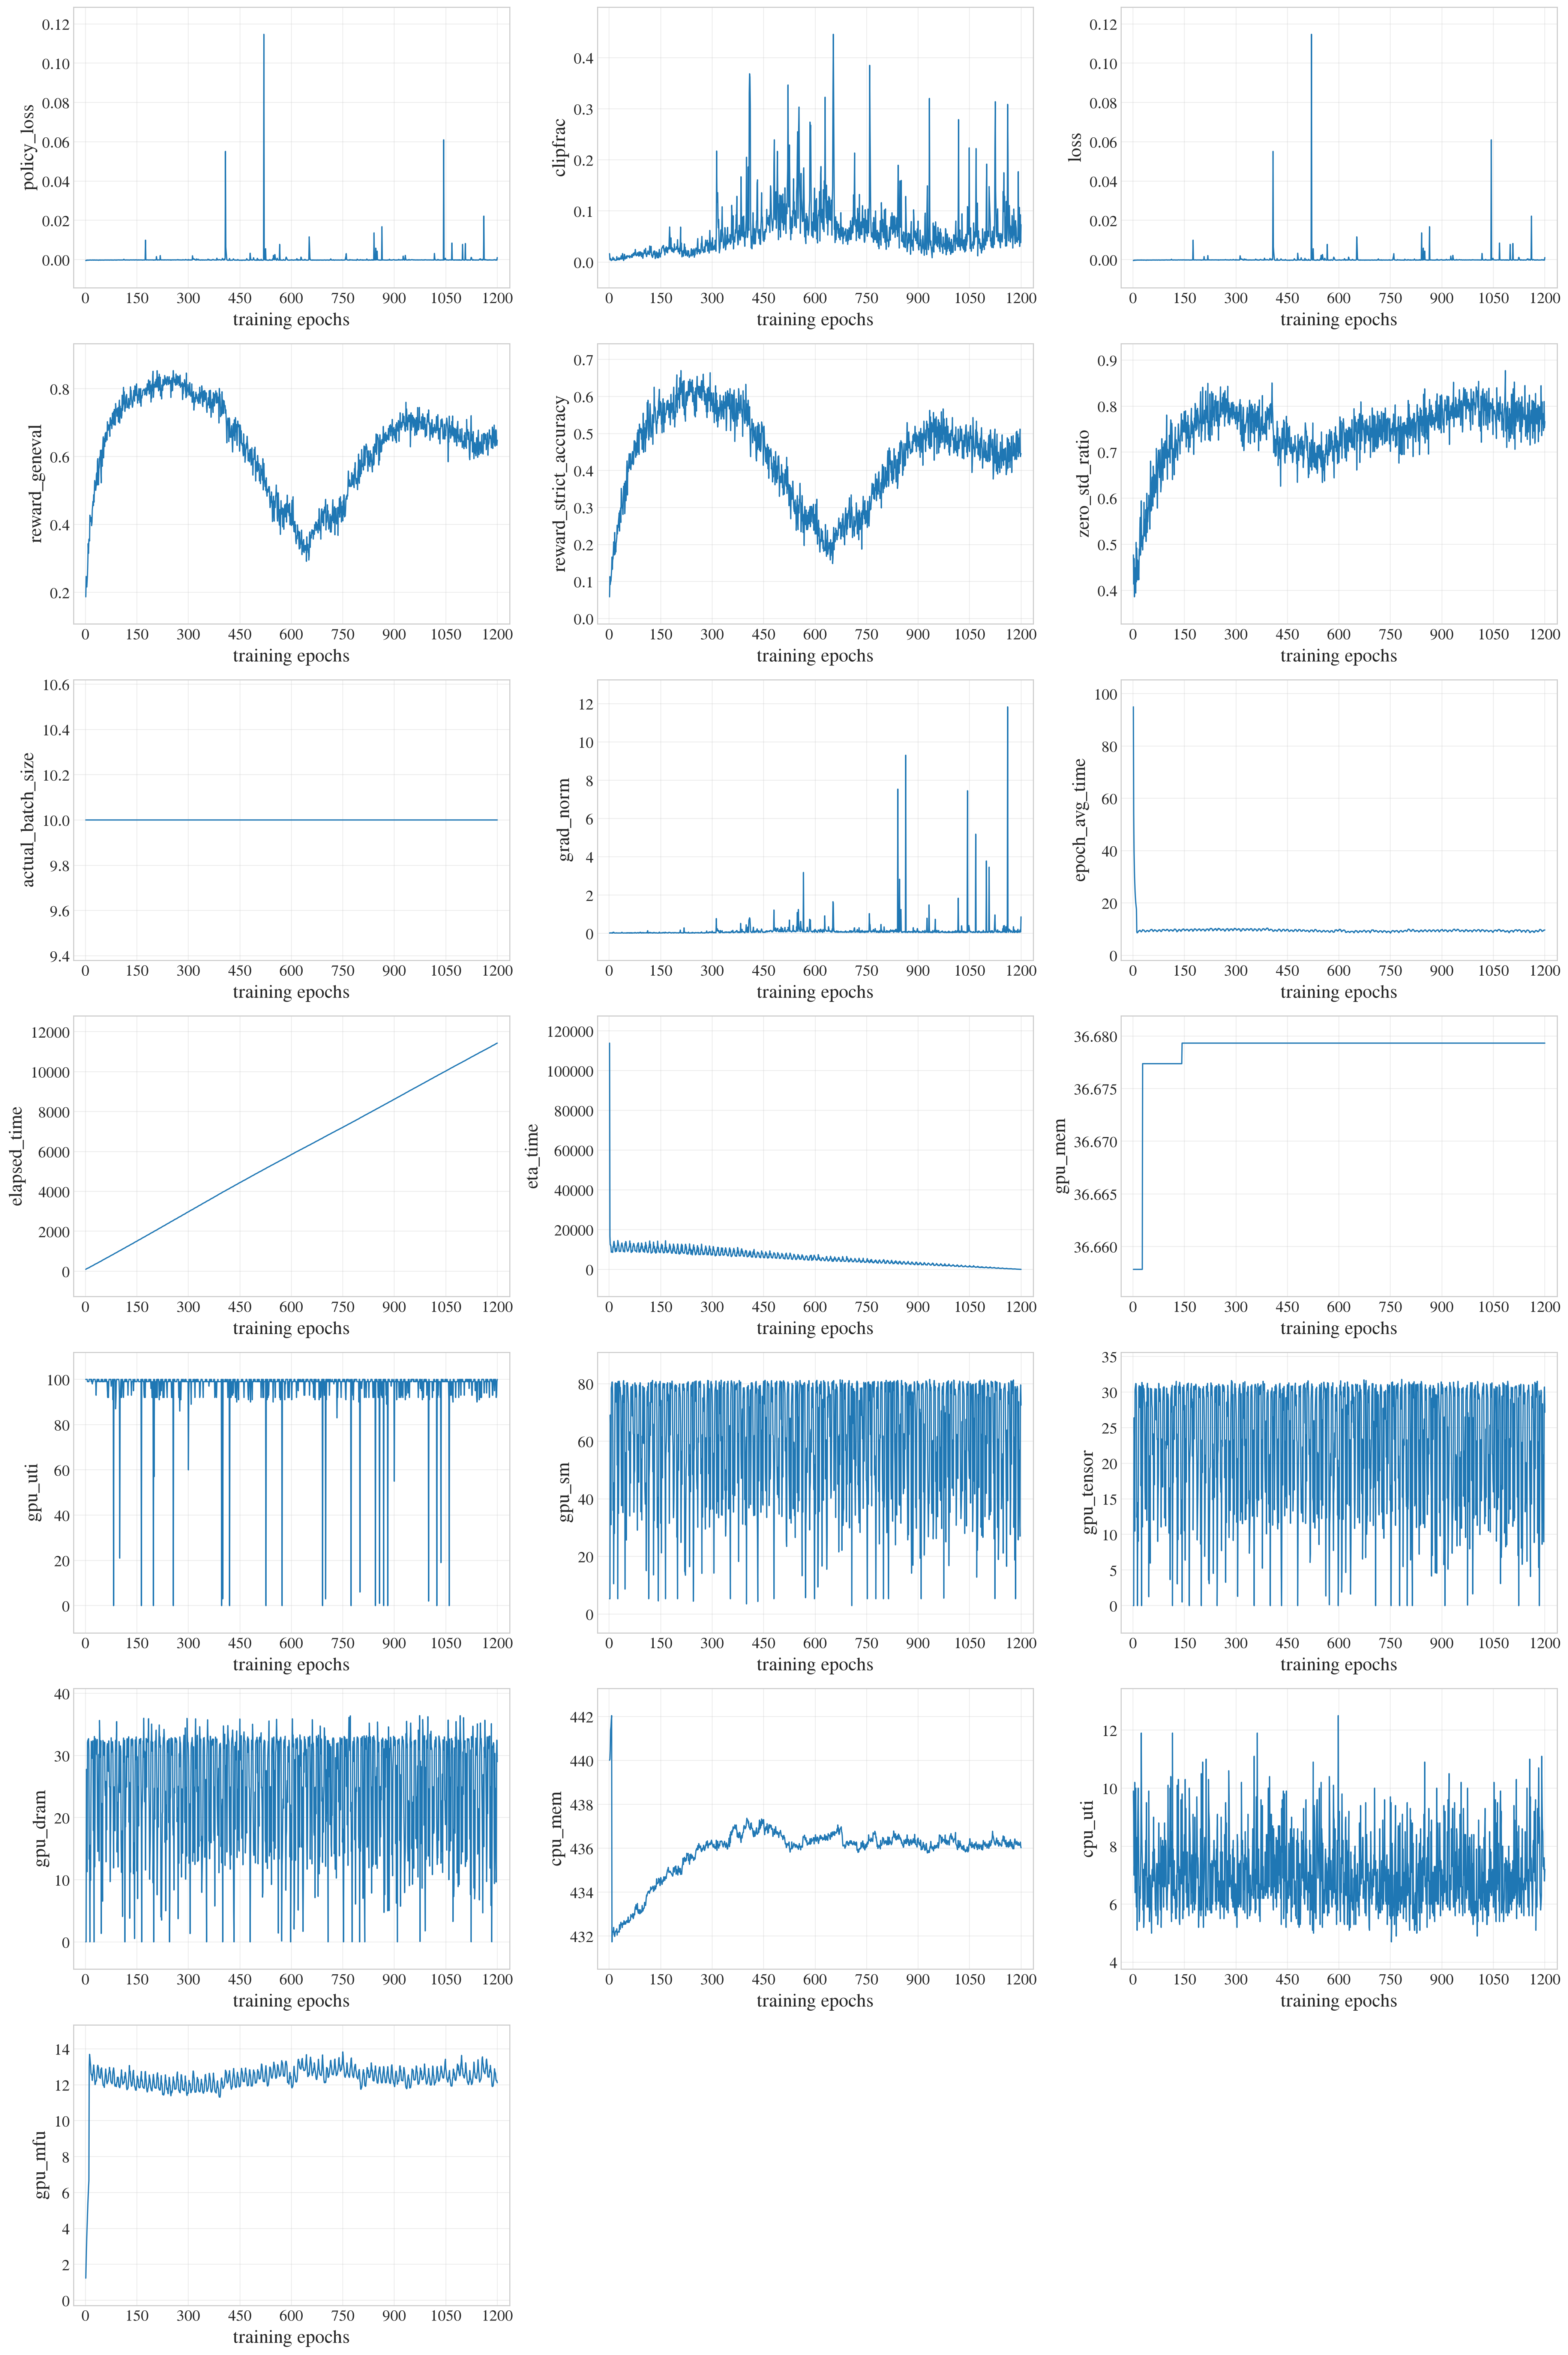 policy_loss
0.12
0.10
0.08
0.06
0.04
0.02
0.00
0 150 300 450 600 750 900 1050 1200
training epochs
clipfrac
0.4
0.3
0.2
0.1
0.0
0 150 300 450 600 750 900 1050 1200
training epochs
loss
0.12
0.10
0.08
0.06
0.04
0.02
0.00
0 150 300 450 600 750 900 1050 1200
training epochs
reward_geneval
0.8
0.6
0.4
0.2
0 150 300 450 600 750 900 1050 1200
training epochs
reward_strict_accuracy
0.7
0.6
0.5
0.4
0.3
0.2
0.1
0.0
0 150 300 450 600 750 900 1050 1200
training epochs
zero_std_ratio
0.9
0.8
0.7
0.6
0.5
0.4
0 150 300 450 600 750 900 1050 1200
training epochs
actual_batch_size
10.6
10.4
10.2
10.0
9.8
9.6
9.4
0 150 300 450 600 750 900 1050 1200
training epochs
grad_norm
12
10
8
6
4
2
0
0 150 300 450 600 750 900 1050 1200
training epochs
epoch_avg_time
100
80
60
40
20
0
0 150 300 450 600 750 900 1050 1200
training epochs
elapsed_time
12000
10000
8000
6000
4000
2000
0
0 150 300 450 600 750 900 1050 1200
training epochs
eta_time
120000
100000
80000
60000
40000
20000
0
0 150 300 450 600 750 900 1050 1200
training epochs
gpu_mem
36.680
36.675
36.670
36.665
36.660
0 150 300 450 600 750 900 1050 1200
training epochs
gpu_uti
100
80
60
40
20
0
0 150 300 450 600 750 900 1050 1200
training epochs
gpu_sm
80
60
40
20
0
0 150 300 450 600 750 900 1050 1200
training epochs
gpu_tensor
35
30
25
20
15
10
5
0
0 150 300 450 600 750 900 1050 1200
training epochs
gpu_dram
40
30
20
10
0
0 150 300 450 600 750 900 1050 1200
training epochs
cpu_mem
442
440
438
436
434
432
0 150 300 450 600 750 900 1050 1200
training epochs
cpu_uti
12
10
8
6
4
0 150 300 450 600 750 900 1050 1200
training epochs
gpu_mfu
14
12
10
8
6
4
2
0
0 150 300 450 600 750 900 1050 1200
training epochs